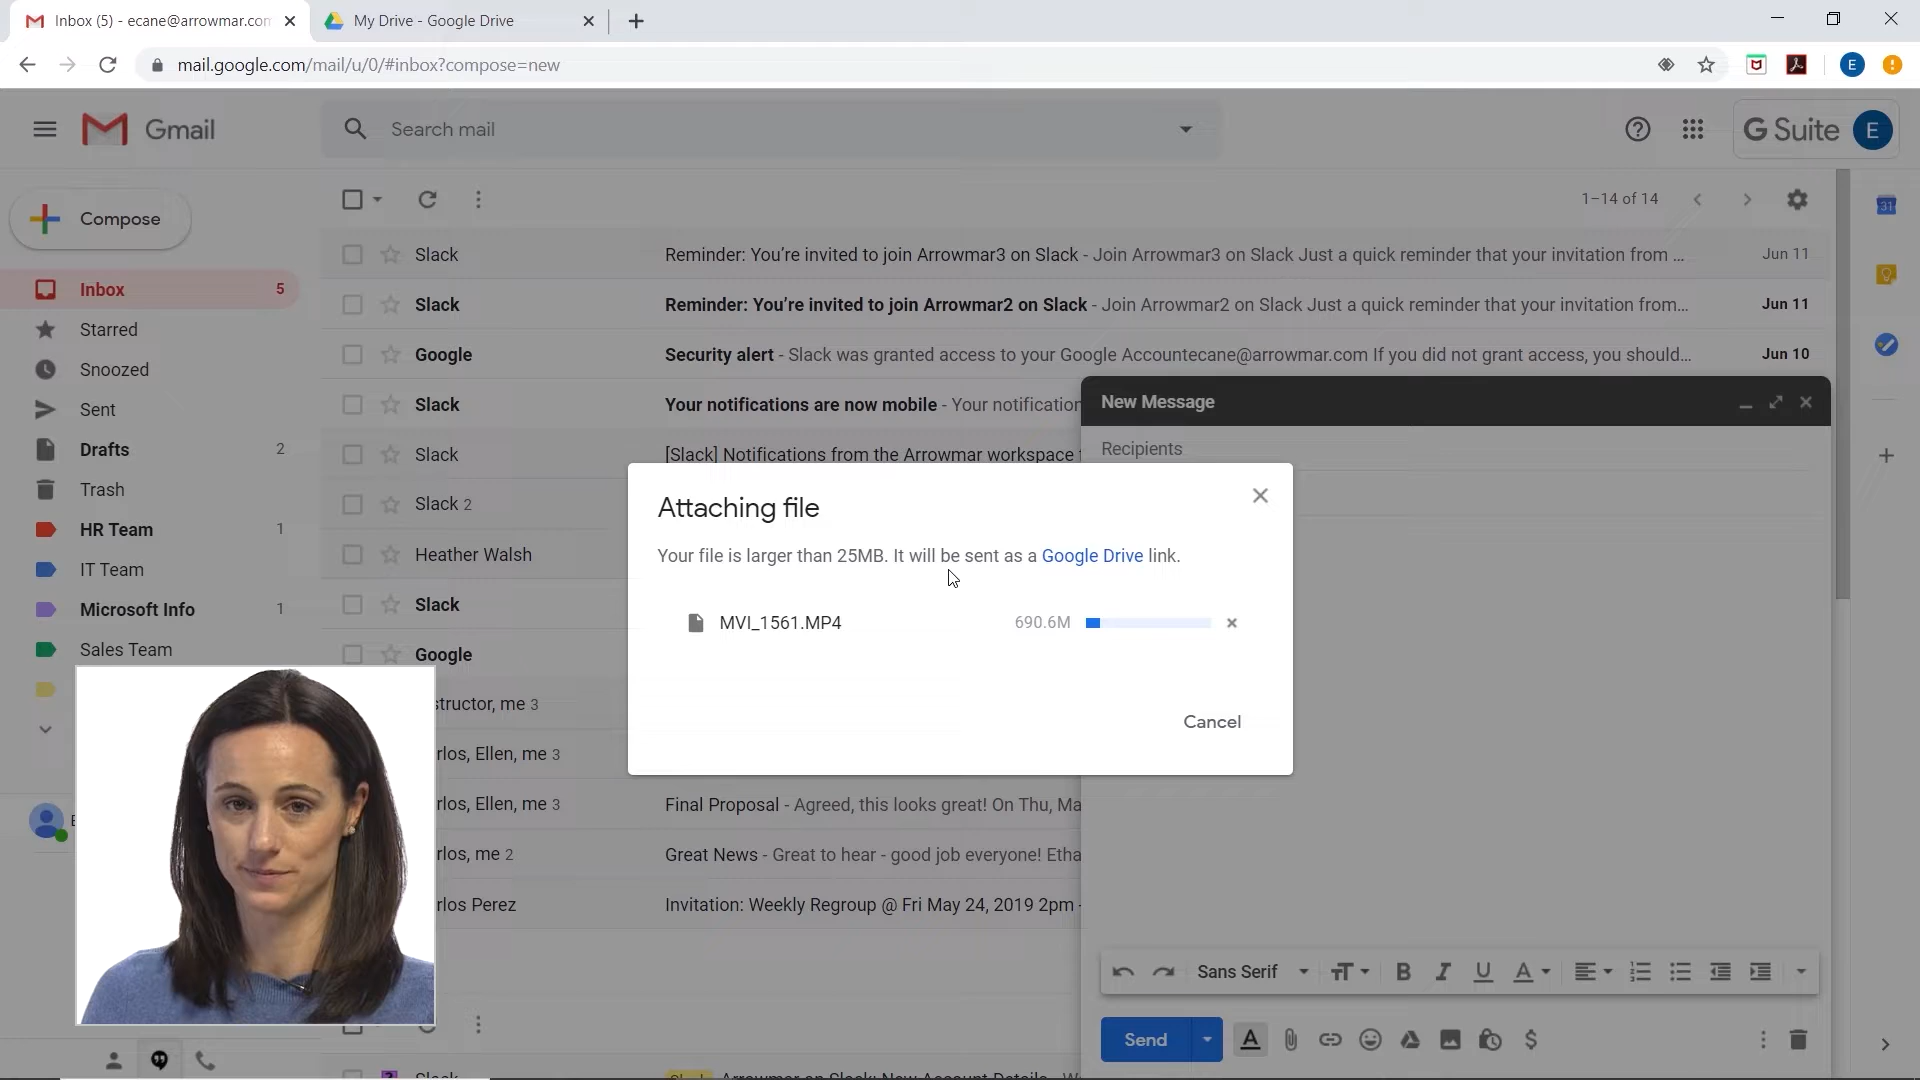 Inbox (5) - ecane@arrowmar.com
My Drive - Google Drive
mail.google.com/mail/u/0/#inbox?compose=new
E
Gmail
Search mail
G Suite
E
Compose
1–14 of 14
31
Inbox 5
Starred
Snoozed
Sent
Drafts 2
Trash
HR Team 1
IT Team
Microsoft Info 1
Sales Team
Slack Reminder: You’re invited to join Arrowmar3 on Slack - Join Arrowmar3 on Slack Just a quick reminder that your invitation from ... Jun 11
Slack Reminder: You’re invited to join Arrowmar2 on Slack - Join Arrowmar2 on Slack Just a quick reminder that your invitation from... Jun 11
Google Security alert - Slack was granted access to your Google Accountecane@arrowmar.com If you did not grant access, you should... Jun 10
Slack Your notifications are now mobile - Your notification
Slack [Slack] Notifications from the Arrowmar workspace
Slack 2
Heather Walsh
Slack
Google
structor, me 3
rlos, Ellen, me 3
rlos, Ellen, me 3 Final Proposal - Agreed, this looks great! On Thu, Ma
rlos, me 2 Great News - Great to hear - good job everyone! Etha
rlos Perez Invitation: Weekly Regroup @ Fri May 24, 2019 2pm -
New Message
Recipients
Attaching file
Your file is larger than 25MB. It will be sent as a Google Drive link.
MVI_1561.MP4 690.6M
Cancel
Sans Serif
Send